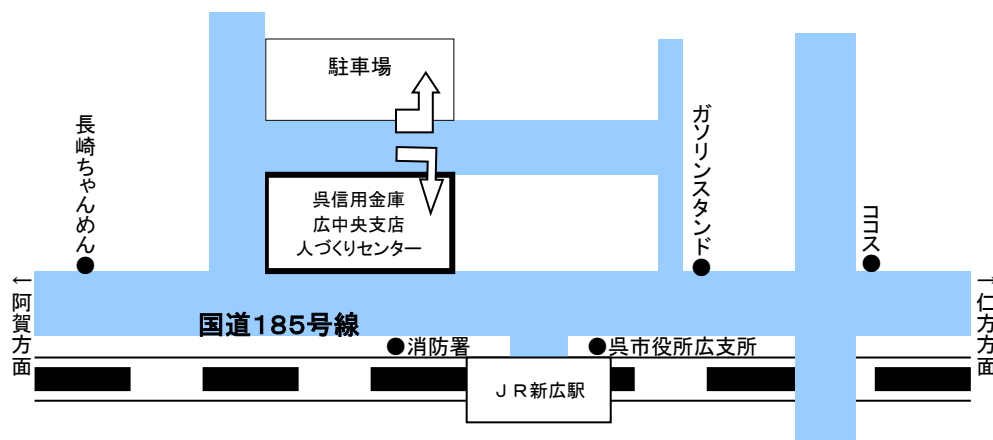 駐車場
長崎ちゃんめん
ガソリンスタンド
呉信用金庫
広中央支店
人づくりセンター
ココス
←阿賀方面
→仁方方面
国道185号線
●消防署
●呉市役所広支所
JR新広駅